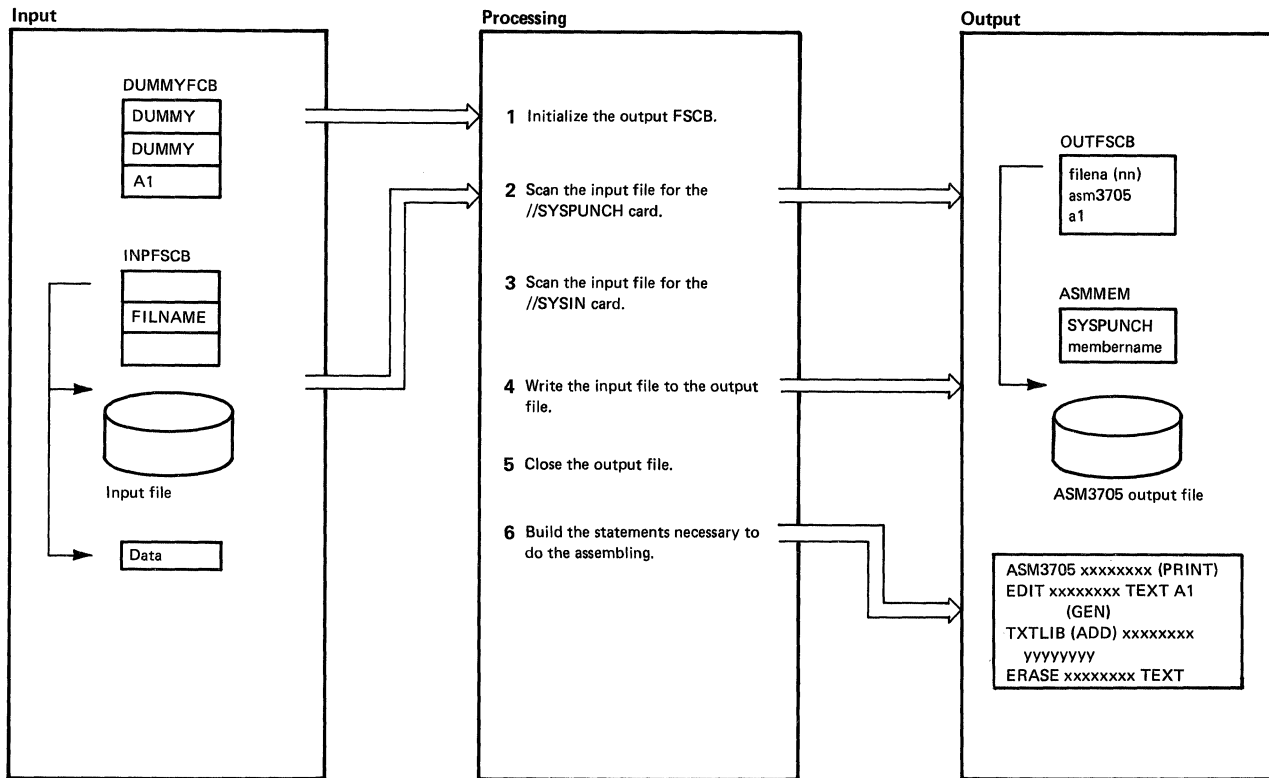 Input
DUMMYFCB
DUMMY
DUMMY
A1
INPFSCB
FILNAME
Input file
Data
Processing
1 Initialize the output FSCB.
2 Scan the input file for the
//SYSPUNCH card.
3 Scan the input file for the
//SYSIN card.
4 Write the input file to the output
file.
5 Close the output file.
6 Build the statements necessary to
do the assembling.
Output
OUTFSCB
filena (nn)
asm3705
a1
ASMMEM
SYSPUNCH
membername
ASM3705 output file
ASM3705 xxxxxxxx (PRINT)
EDIT xxxxxxxx TEXT A1
(GEN)
TXTLIB (ADD) xxxxxxxx
yyyyyyyy
ERASE xxxxxxxx TEXT